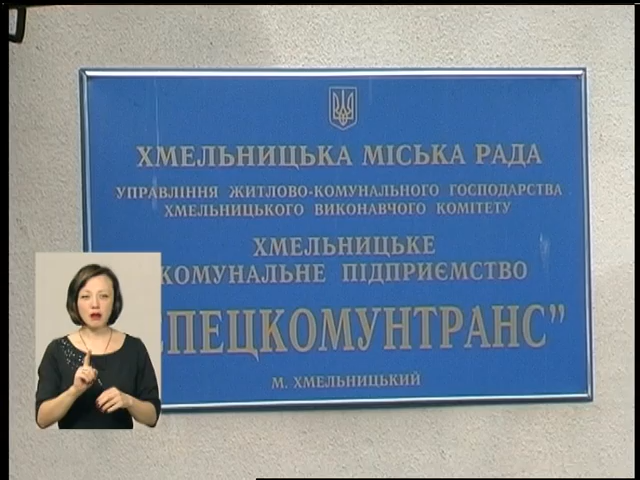 ХМЕЛЬНИЦЬКА МІСЬКА РАДА
УПРАВЛІННЯ ЖИТЛОВО-КОМУНАЛЬНОГО ГОСПОДАРСТВА
ХМЕЛЬНИЦЬКОГО ВИКОНАВЧОГО КОМІТЕТУ
ХМЕЛЬНИЦЬКЕ
КОМУНАЛЬНЕ ПІДПРИЄМСТВО
ПЕЦКОМУНТРАНС"
М. ХМЕЛЬНИЦЬКИЙ